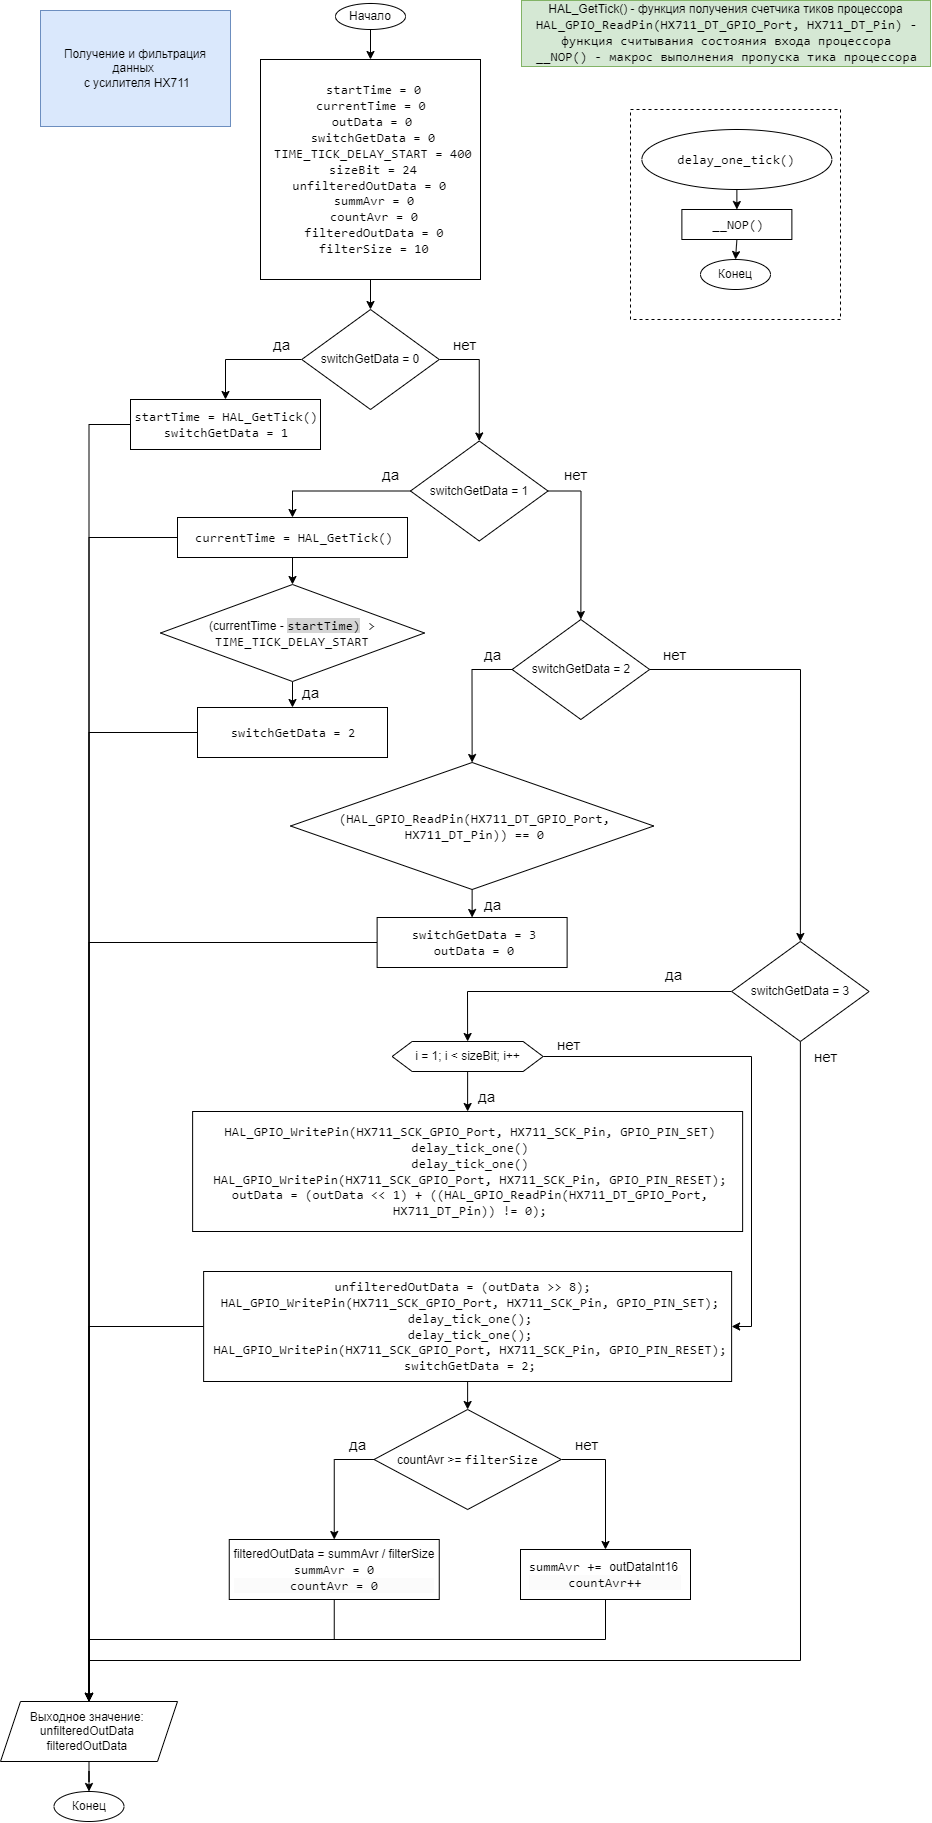 Получение и фильтрация
данных
с усилителя HX711
Начало
HAL_GetTick() - функция получения счетчика тиков процессора
HAL_GPIO_ReadPin(HX711_DT_GPIO_Port, HX711_DT_Pin) -
функция считывания состояния входа процессора
__NOP() - макрос выполнения пропуска тика процессора
startTime = 0
currentTime = 0
outData = 0
switchGetData = 0
TIME_TICK_DELAY_START = 400
sizeBit = 24
unfilteredOutData = 0
summAvr = 0
countAvr = 0
filteredOutData = 0
filterSize = 10
delay_one_tick()
__NOP()
Конец
switchGetData = 0
да
нет
startTime = HAL_GetTick()
switchGetData = 1
switchGetData = 1
да
нет
currentTime = HAL_GetTick()
(currentTime - startTime) >
TIME_TICK_DELAY_START
да
switchGetData = 2
switchGetData = 2
да
нет
(HAL_GPIO_ReadPin(HX711_DT_GPIO_Port,
HX711_DT_Pin)) == 0
да
switchGetData = 3
outData = 0
switchGetData = 3
да
нет
i = 1; i < sizeBit; i++
нет
да
HAL_GPIO_WritePin(HX711_SCK_GPIO_Port, HX711_SCK_Pin, GPIO_PIN_SET)
delay_tick_one()
delay_tick_one()
HAL_GPIO_WritePin(HX711_SCK_GPIO_Port, HX711_SCK_Pin, GPIO_PIN_RESET);
outData = (outData << 1) + ((HAL_GPIO_ReadPin(HX711_DT_GPIO_Port,
HX711_DT_Pin)) != 0);
unfilteredOutData = (outData >> 8);
HAL_GPIO_WritePin(HX711_SCK_GPIO_Port, HX711_SCK_Pin, GPIO_PIN_SET);
delay_tick_one();
delay_tick_one();
HAL_GPIO_WritePin(HX711_SCK_GPIO_Port, HX711_SCK_Pin, GPIO_PIN_RESET);
switchGetData = 2;
countAvr >= filterSize
да
нет
filteredOutData = summAvr / filterSize
summAvr = 0
countAvr = 0
summAvr += outDataInt16
countAvr++
Выходное значение:
unfilteredOutData
filteredOutData
Конец